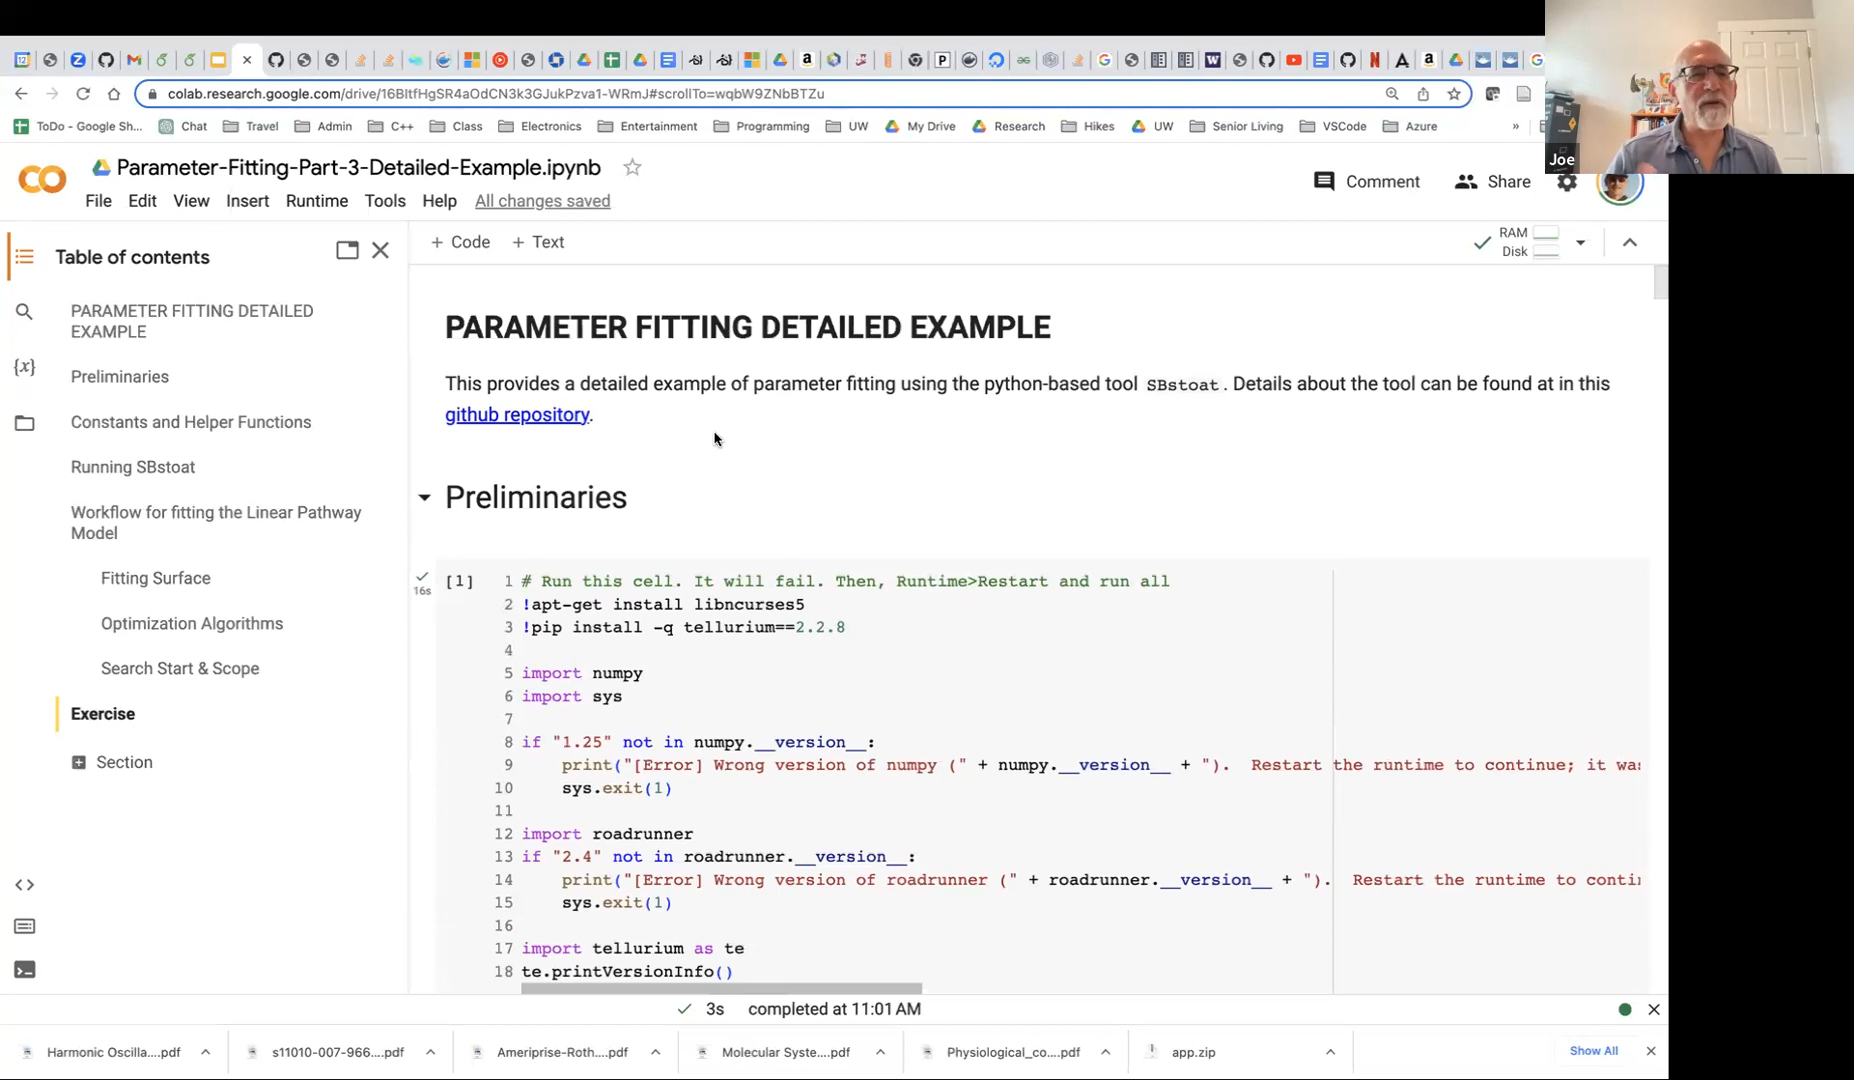 colab.research.google.com/drive/16BltfHgSR4aOdCN3k3GJukPzva1-WRmJ#scrollTo=wqbW9ZNbBTZu
ToDo - Google Sh... Chat Travel Admin C++ Class Electronics Entertainment Programming UW My Drive Research Hikes UW Senior Living VSCode Azure »
Joe
Parameter-Fitting-Part-3-Detailed-Example.ipynb
Comment Share
File Edit View Insert Runtime Tools Help All changes saved
Table of contents
PARAMETER FITTING DETAILED
EXAMPLE
Preliminaries
Constants and Helper Functions
Running SBstoat
Workflow for fitting the Linear Pathway
Model
Fitting Surface
Optimization Algorithms
Search Start & Scope
Exercise
Section
+ Code + Text
RAM
Disk
PARAMETER FITTING DETAILED EXAMPLE
This provides a detailed example of parameter fitting using the python-based tool SBstoat. Details about the tool can be found at in this
github repository.
Preliminaries
16s
[1]
1 # Run this cell. It will fail. Then, Runtime>Restart and run all
2 !apt-get install libncurses5
3 !pip install -q tellurium==2.2.8
4
5 import numpy
6 import sys
7
8 if "1.25" not in numpy.__version__:
9 print("[Error] Wrong version of numpy (" + numpy.__version__ + "). Restart the runtime to continue; it was
10 sys.exit(1)
11
12 import roadrunner
13 if "2.4" not in roadrunner.__version__:
14 print("[Error] Wrong version of roadrunner (" + roadrunner.__version__ + "). Restart the runtime to contin
15 sys.exit(1)
16
17 import tellurium as te
18 te.printVersionInfo()
3s completed at 11:01 AM
Harmonic Oscilla....pdf s11010-007-966....pdf Ameriprise-Roth....pdf Molecular Syste....pdf Physiological_co....pdf app.zip Show All